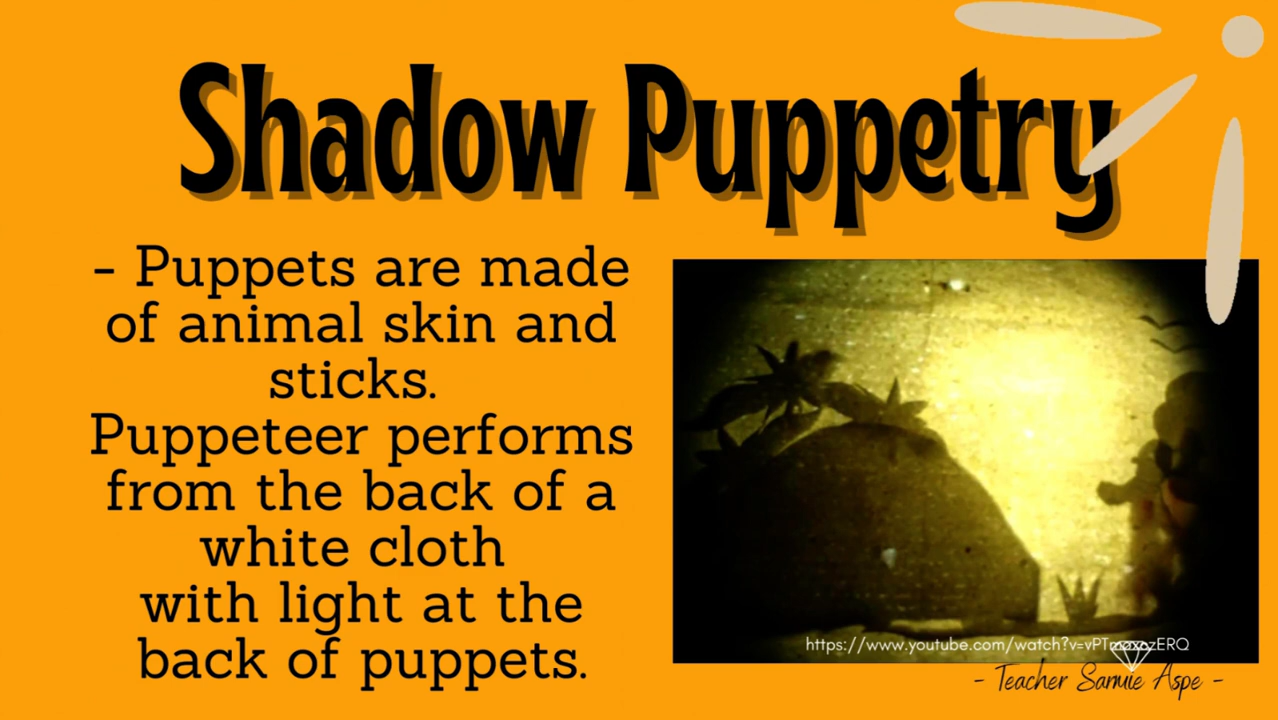 Shadow Puppetry
- Puppets are made
of animal skin and
sticks.
Puppeteer performs
from the back of a
white cloth
with light at the
back of puppets.
- Teacher Samie Aspe -